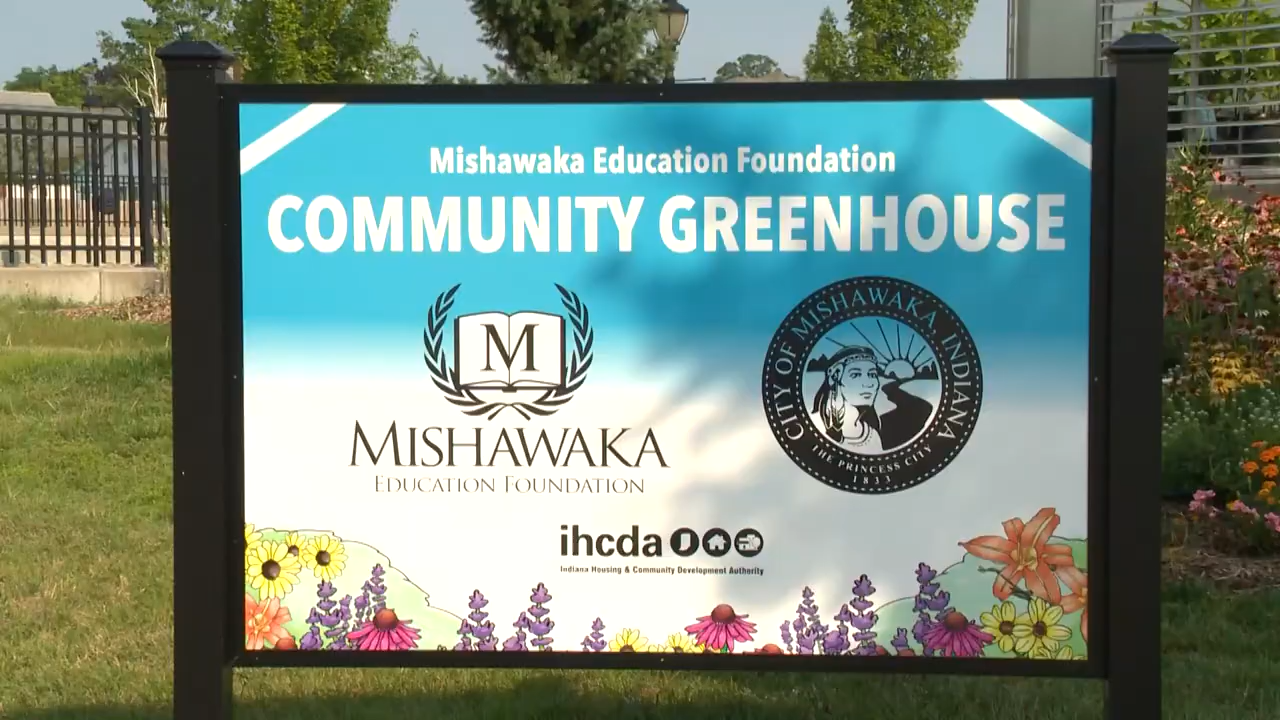 Mishawaka Education Foundation
COMMUNITY GREENHOUSE
M
MISHAWAKA
EDUCATION FOUNDATION
CITY OF MISHAWAKA, INDIANA
THE PRINCESS CITY
1833
ihcda
Indiana Housing & Community Development Authority